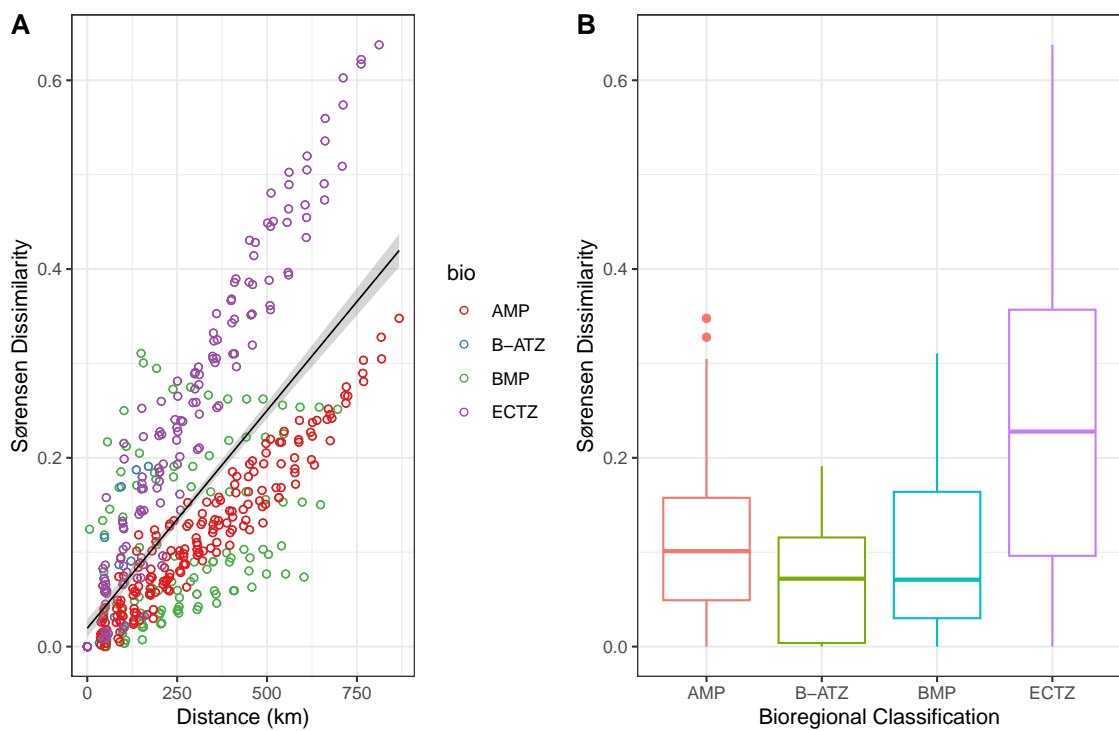 A
Sørensen Dissimilarity
0.6
0.4
0.2
0.0
0
250
500
750
Distance (km)
bio
AMP
B−ATZ
BMP
ECTZ
B
Sørensen Dissimilarity
0.6
0.4
0.2
0.0
AMP
B−ATZ
BMP
ECTZ
Bioregional Classification